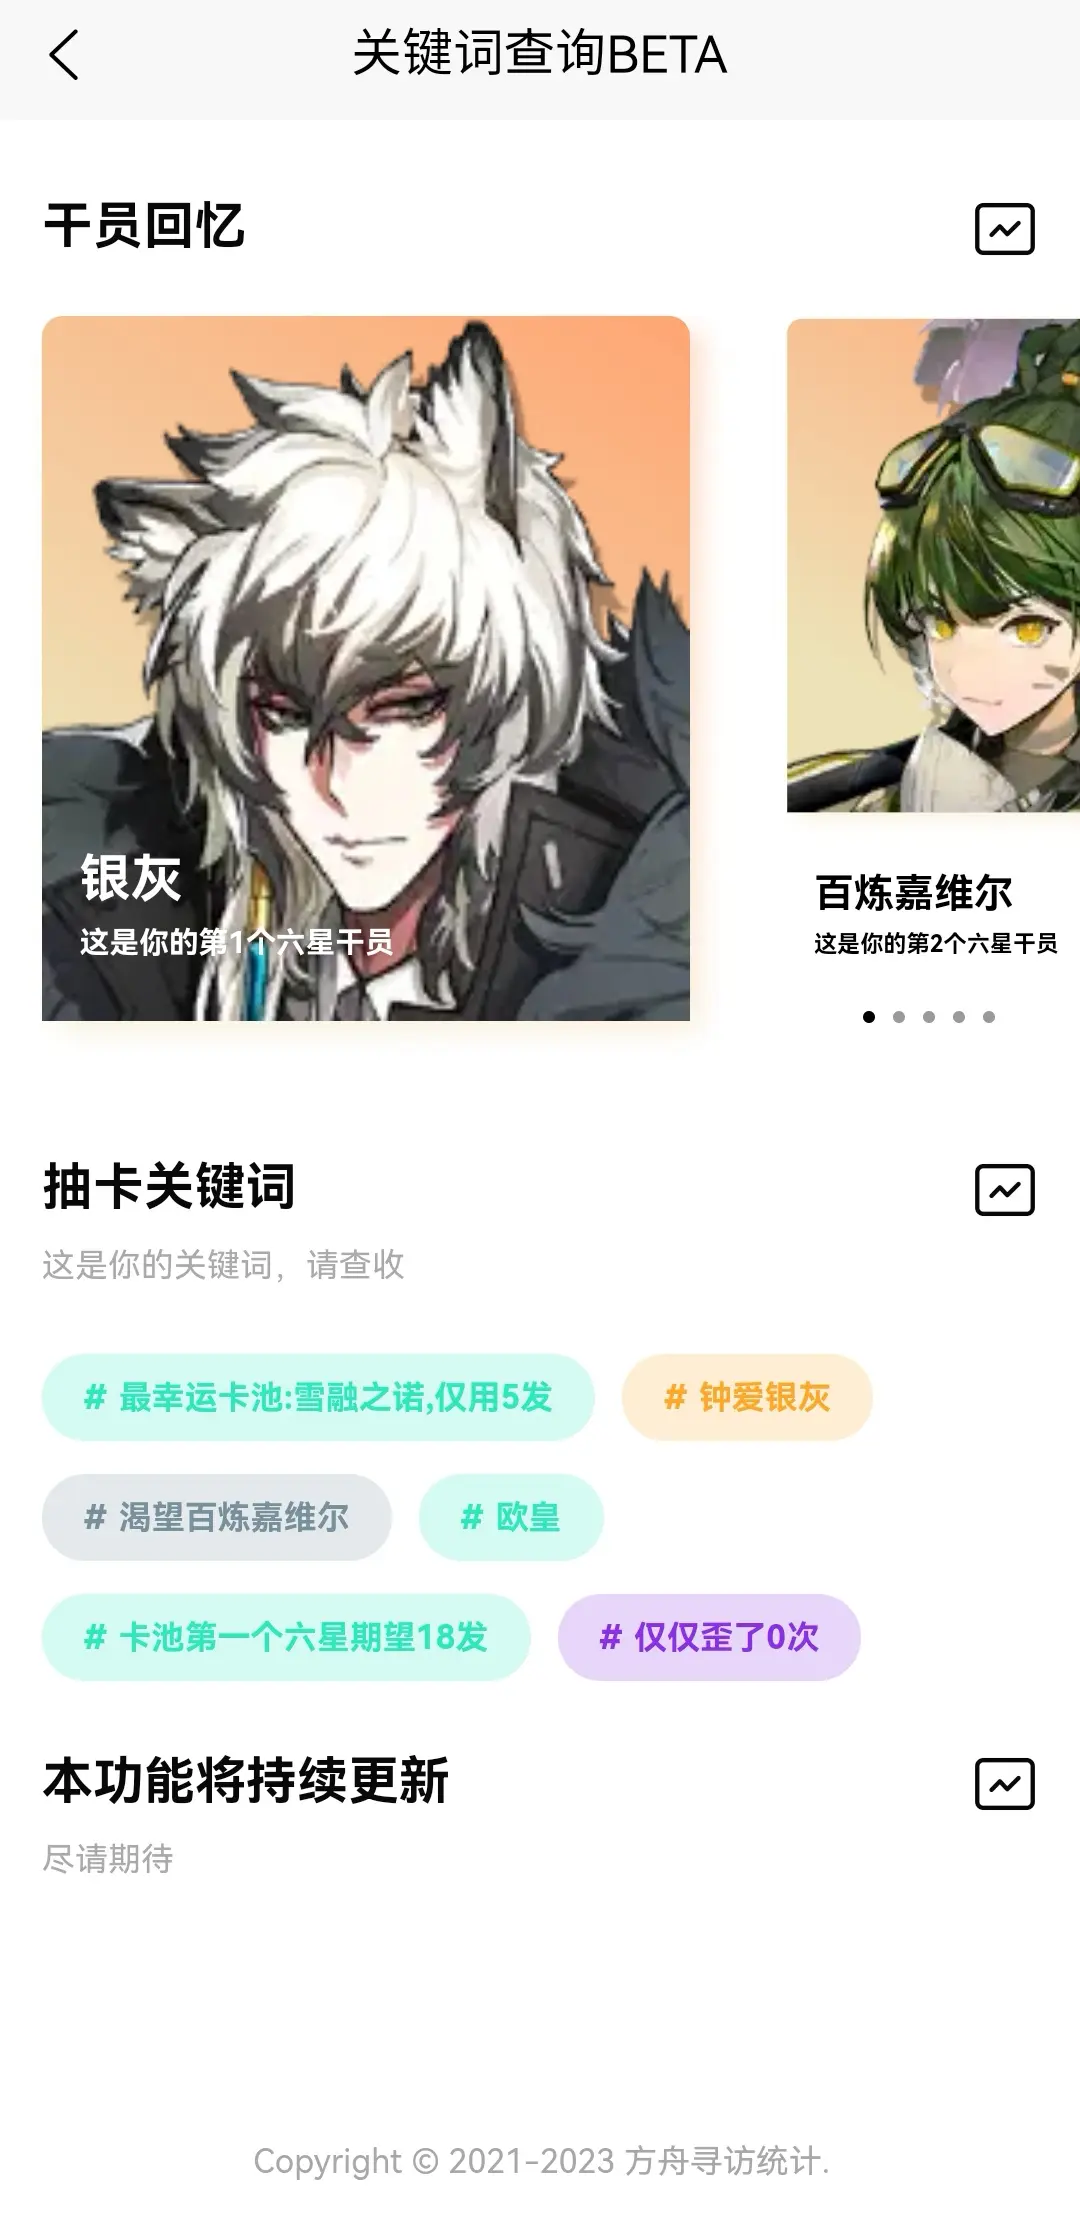 关键词查询BETA
干员回忆
银灰
这是你的第1个六星干员
百炼嘉维尔
这是你的第2个六星干员
抽卡关键词
这是你的关键词，请查收
# 最幸运卡池:雪融之诺,仅用5发
# 钟爱银灰
# 渴望百炼嘉维尔
# 欧皇
# 卡池第一个六星期望18发
# 仅仅歪了0次
本功能将持续更新
尽请期待
Copyright © 2021-2023 方舟寻访统计.